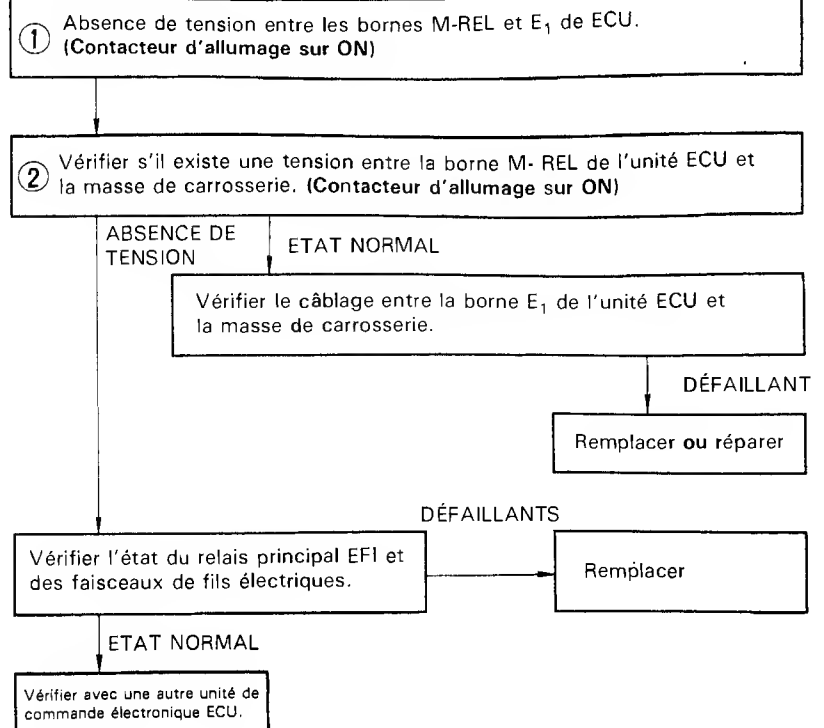 ① Absence de tension entre les bornes M-REL et E₁ de ECU.
(Contacteur d'allumage sur ON)
② Vérifier s'il existe une tension entre la borne M- REL de l'unité ECU et
la masse de carrosserie. (Contacteur d'allumage sur ON)
ABSENCE DE
TENSION
ETAT NORMAL
Vérifier le câblage entre la borne E₁ de l'unité ECU et
la masse de carrosserie.
DÉFAILLANT
Remplacer ou réparer
DÉFAILLANTS
Vérifier l'état du relais principal EFI et
des faisceaux de fils électriques.
Remplacer
ETAT NORMAL
Vérifier avec une autre unité de
commande électronique ECU.